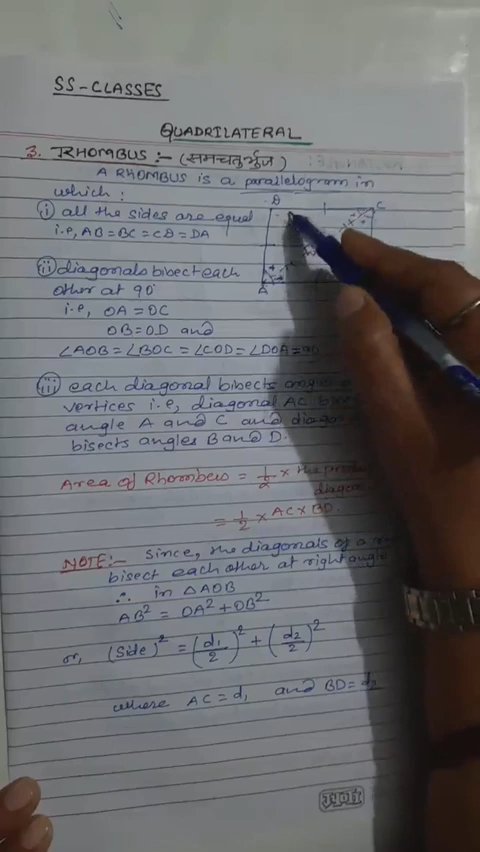 SS-CLASSES
QUADRILATERAL
3. RHOMBUS :- (समचतुर्भुज)
A RHOMBUS is a parallelogram in
which :
D C
(i) all the sides are equal
i.e, AB = BC = CD = DA
(ii) diagonals bisect each
other at 90
A
i.e, OA = OC
OB = OD and
∠AOB = ∠BOC = ∠COD = ∠DOA = 90
(iii) each diagonal bisects
vertices i.e, diagonal AC
angle A and C and
bisects angles B and D.
Area of Rhombus = 1/2 × the
= 1/2 × AC × BD.
NOTE:- Since, the diagonals of a
bisect each other at right
∴ in △AOB
AB² = OA² + OB²
or, (Side)² = (d₁/2)² + (d₂/2)²
where AC = d₁ and BD = d₂
JYOTI